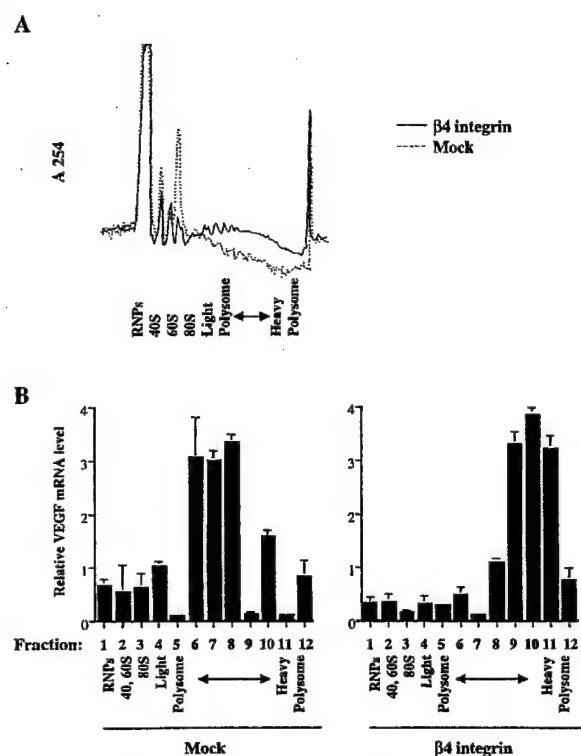 A
A 254
β4 integrin
Mock
RNPs
40S
60S
80S
Light
Polysome
Heavy
Polysome
B
Relative VEGF mRNA level
4
3
2
1
0
4
3
2
1
0
Fraction: 1 2 3 4 5 6 7 8 9 10 11 12 1 2 3 4 5 6 7 8 9 10 11 12
RNPs
40, 60S
80S
Light
Polysome
Heavy
Polysome
RNPs
40, 60S
80S
Light
Polysome
Heavy
Polysome
Mock
β4 integrin